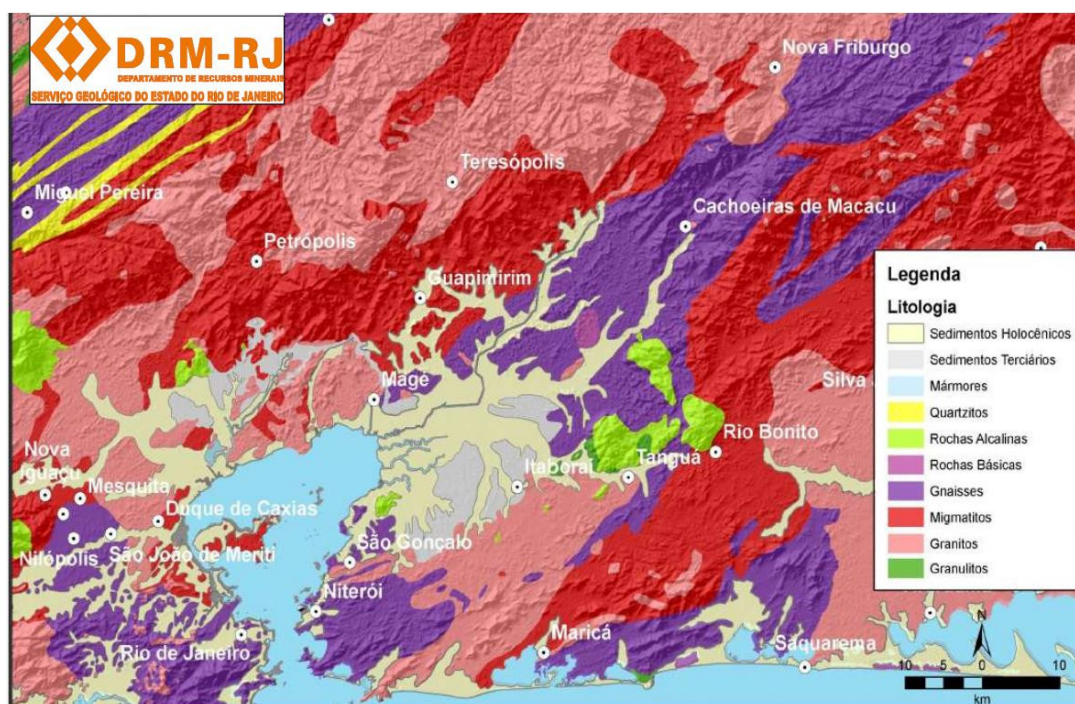 DRM-RJ
DEPARTAMENTO DE RECURSOS MINERAIS
SERVIÇO GEOLÓGICO DO ESTADO DO RIO DE JANEIRO
Nova Friburgo
Teresópolis
Miguel Pereira
Cachoeiras de Macacu
Petrópolis
Guapimirim
Legenda
Litologia
Sedimentos Holocênicos
Sedimentos Terciários
Mármores
Quartzitos
Rochas Alcalinas
Rochas Básicas
Gnaisses
Migmatitos
Granitos
Granulitos
Silva
Magé
Rio Bonito
Nova
Iguaçu
Mesquita
Itaboraí
Tanguá
Duque de Caxias
Nilópolis
São João de Meriti
São Gonçalo
Niterói
Rio de Janeiro
Maricá
Saquarema
N
10 5 0 10
km